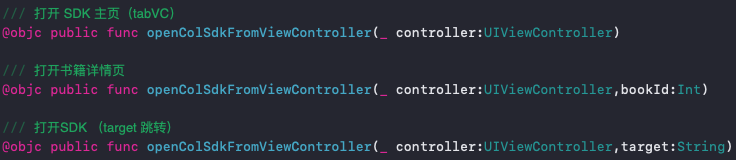 /// 打开 SDK 主页（tabVC）
@objc public func openColSdkFromViewController(_ controller:UIViewController)
/// 打开书籍详情页
@objc public func openColSdkFromViewController(_ controller:UIViewController,bookId:Int)
/// 打开SDK （target 跳转）
@objc public func openColSdkFromViewController(_ controller:UIViewController,target:String)